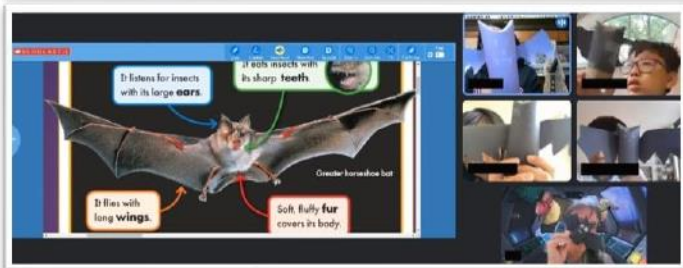 SCHOLASTIC
It listens for insects
with its large ears.
It eats insects with
its sharp teeth.
Greater horseshoe bat
It flies with
long wings.
Soft, fluffy fur
covers its body.